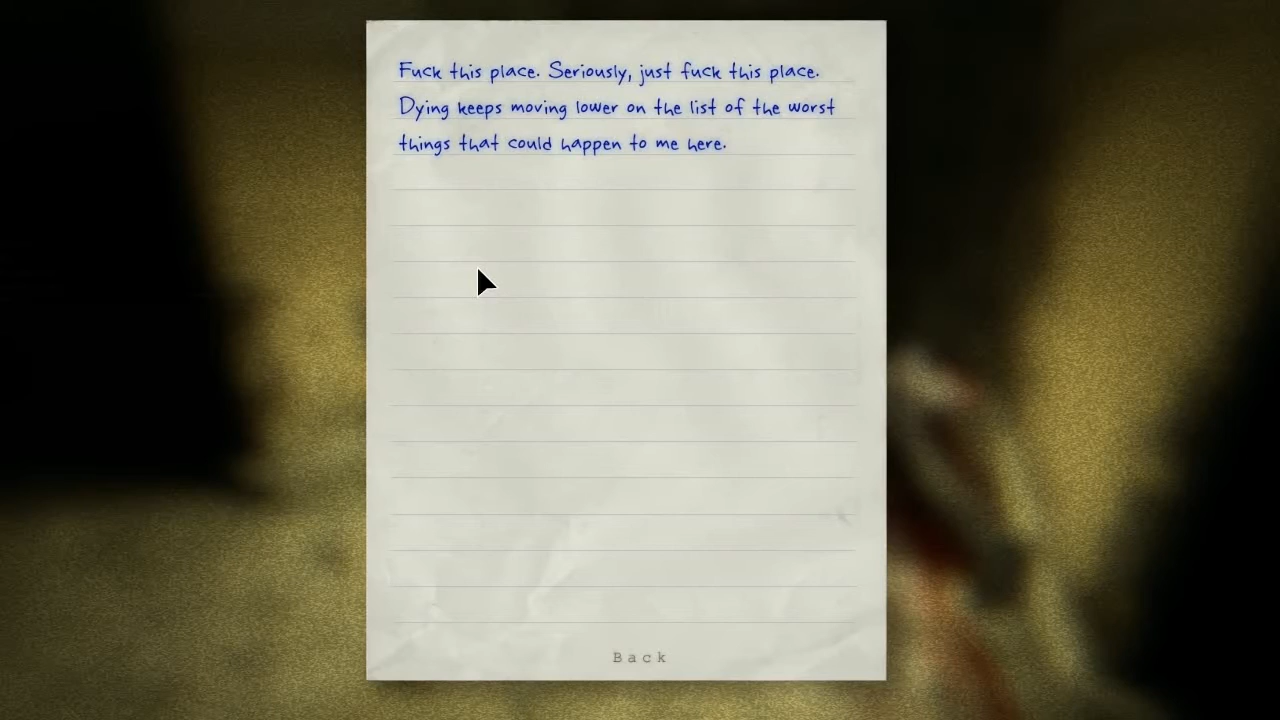 Fuck this place. Seriously, just fuck this place.
Dying keeps moving lower on the list of the worst
things that could happen to me here.
Back